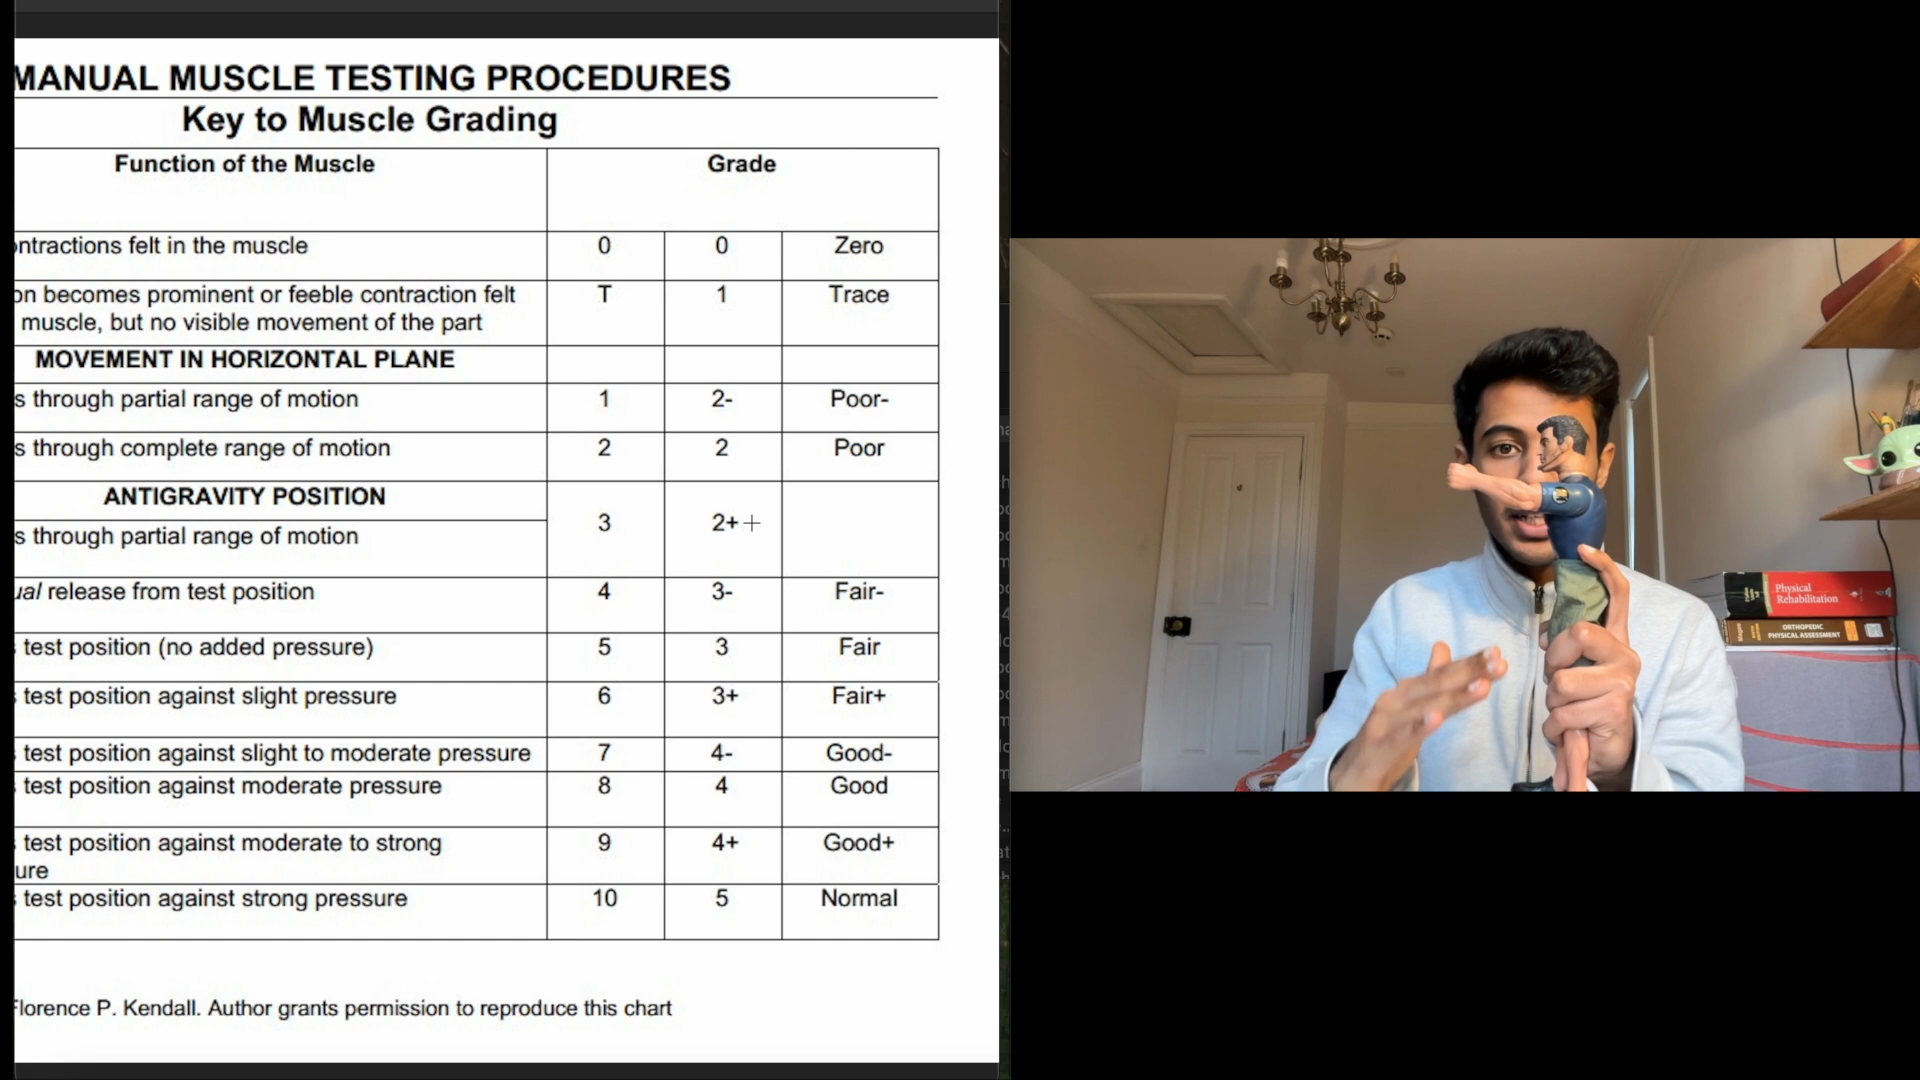 MANUAL MUSCLE TESTING PROCEDURES
Key to Muscle Grading
Function of the Muscle Grade
ontractions felt in the muscle 0 0 Zero
on becomes prominent or feeble contraction felt T 1 Trace
muscle, but no visible movement of the part
MOVEMENT IN HORIZONTAL PLANE
s through partial range of motion 1 2- Poor-
s through complete range of motion 2 2 Poor
ANTIGRAVITY POSITION
3 2+
s through partial range of motion
ual release from test position 4 3- Fair-
test position (no added pressure) 5 3 Fair
test position against slight pressure 6 3+ Fair+
test position against slight to moderate pressure 7 4- Good-
test position against moderate pressure 8 4 Good
test position against moderate to strong 9 4+ Good+
ure
test position against strong pressure 10 5 Normal
Florence P. Kendall. Author grants permission to reproduce this chart
Physical
Rehabilitation
Magee
ORTHOPEDIC
PHYSICAL ASSESSMENT